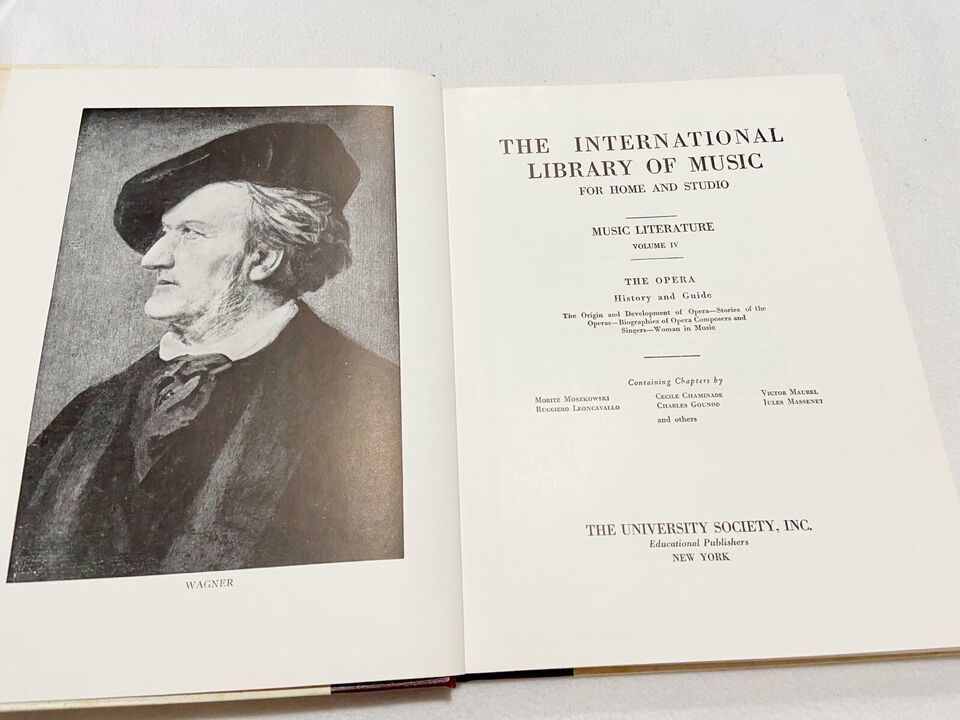 WAGNER
THE INTERNATIONAL
LIBRARY OF MUSIC
FOR HOME AND STUDIO
MUSIC LITERATURE
VOLUME IV
THE OPERA
History and Guide
The Origin and Development of Opera—Stories of the
Operas—Biographies of Opera Composers and
Singers—Woman in Music
Containing Chapters by
MORITZ MOSZKOWSKI CECILE CHAMINADE VICTOR MAUREL
RUGGIERO LEONCAVALLO CHARLES GOUNOD JULES MASSENET
and others
THE UNIVERSITY SOCIETY, INC.
Educational Publishers
NEW YORK